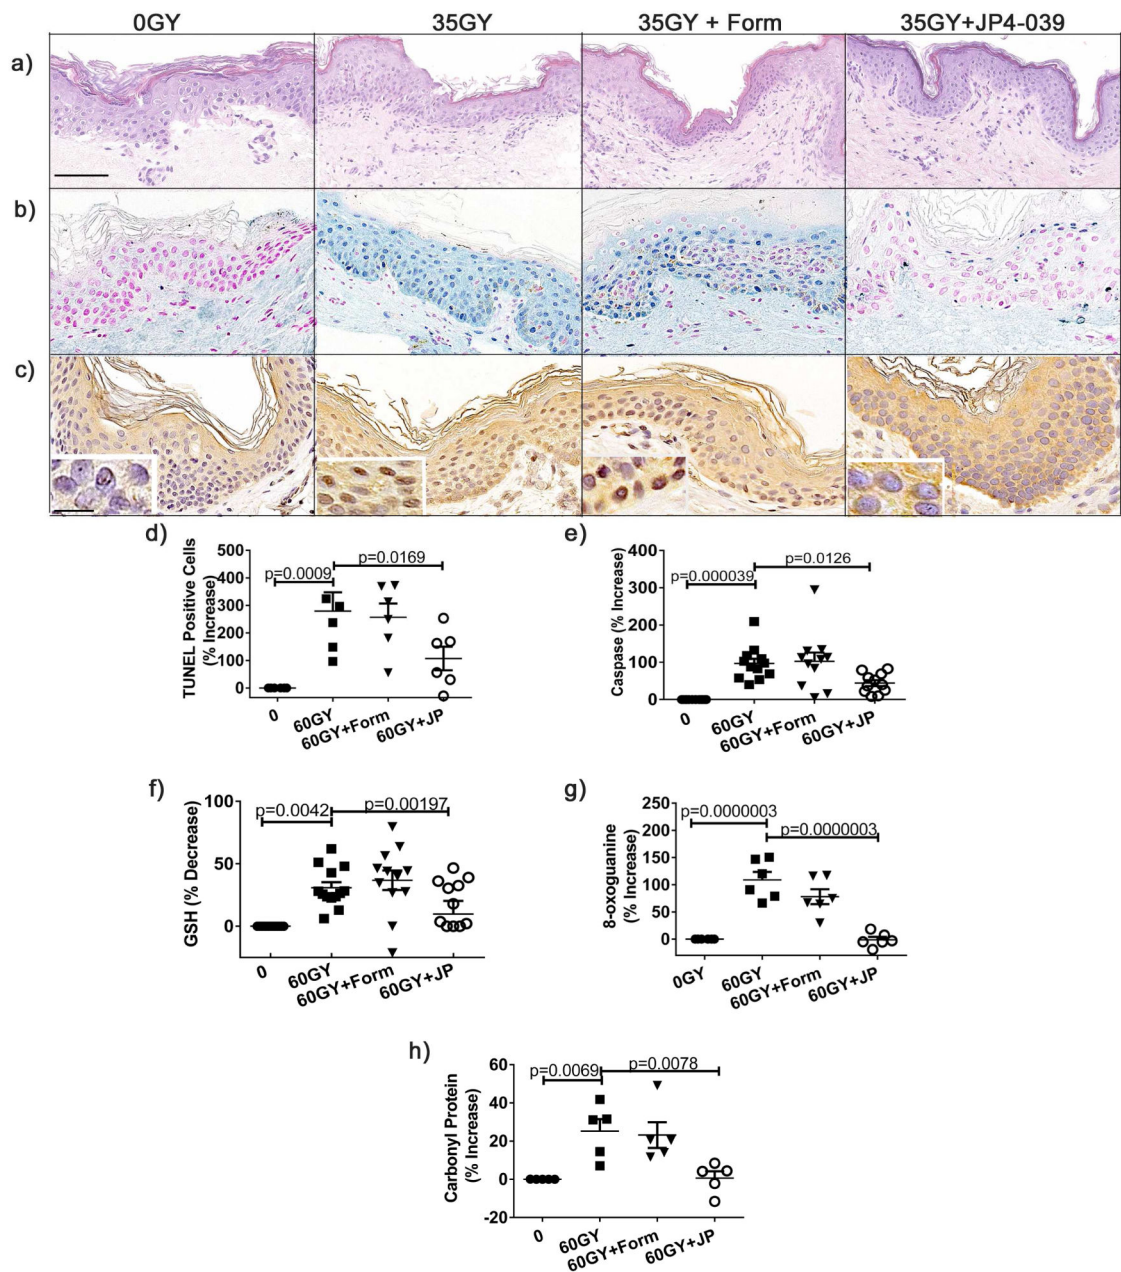 0GY 35GY 35GY + Form 35GY+JP4-039
a)
b)
c)
d)
TUNEL Positive Cells
(% Increase)
500
400
300
200
100
0
p=0.0009
p=0.0169
0 60GY 60GY+Form 60GY+JP
e)
Caspase (% Increase)
400
300
200
100
0
p=0.000039
p=0.0126
0 60GY 60GY+Form 60GY+JP
f)
GSH (% Decrease)
100
50
0
p=0.0042
p=0.00197
0 60GY 60GY+Form 60GY+JP
g)
8-oxoguanine
(% Increase)
250
200
150
100
50
0
p=0.0000003
p=0.0000003
0GY 60GY 60GY+Form 60GY+JP
h)
Carbonyl Protein
(% Increase)
60
40
20
0
-20
p=0.0069
p=0.0078
0 60GY 60GY+Form 60GY+JP